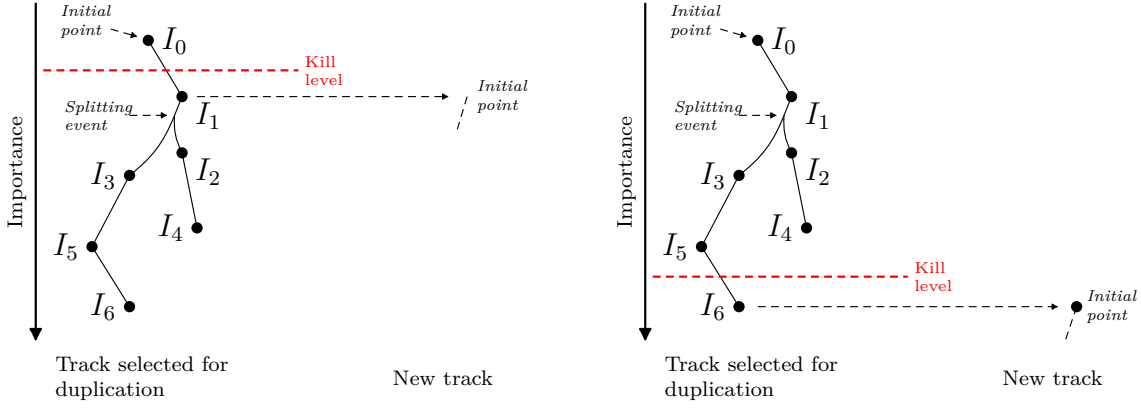 Initial
point
I0
Kill
level
Initial
point
Splitting
event
I1
I2
I3
I4
I5
I6
Importance
Track selected for
duplication
New track
Initial
point
I0
Splitting
event
I1
I2
I3
I4
I5
Kill
level
I6
Initial
point
Importance
Track selected for
duplication
New track